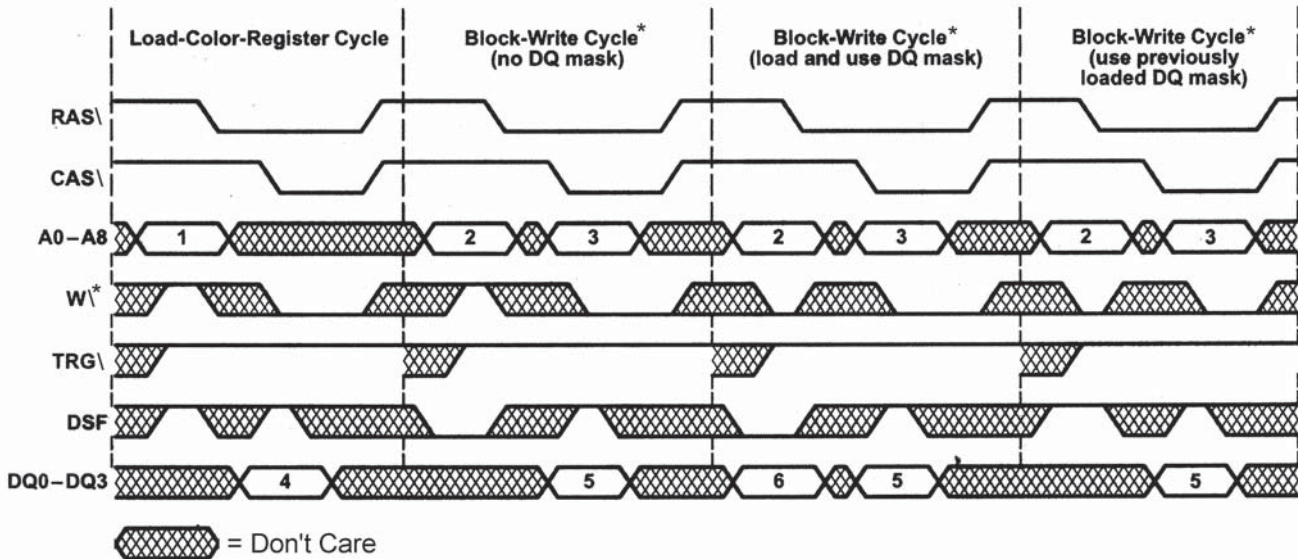 Load-Color-Register Cycle
Block-Write Cycle*
(no DQ mask)
Block-Write Cycle*
(load and use DQ mask)
Block-Write Cycle*
(use previously
loaded DQ mask)
RAS\
CAS\
A0–A8 1 2 3 2 3 2 3
W\*
TRG\
DSF
DQ0–DQ3 4 5 6 5 5
= Don't Care